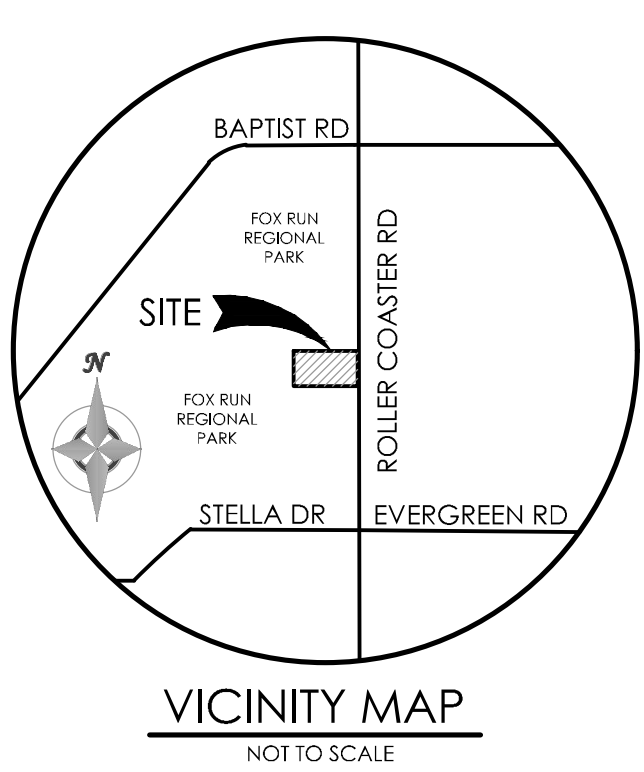 BAPTIST RD
FOX RUN
REGIONAL
PARK
ROLLER COASTER RD
SITE
N
FOX RUN
REGIONAL
PARK
STELLA DR
EVERGREEN RD
VICINITY MAP
NOT TO SCALE